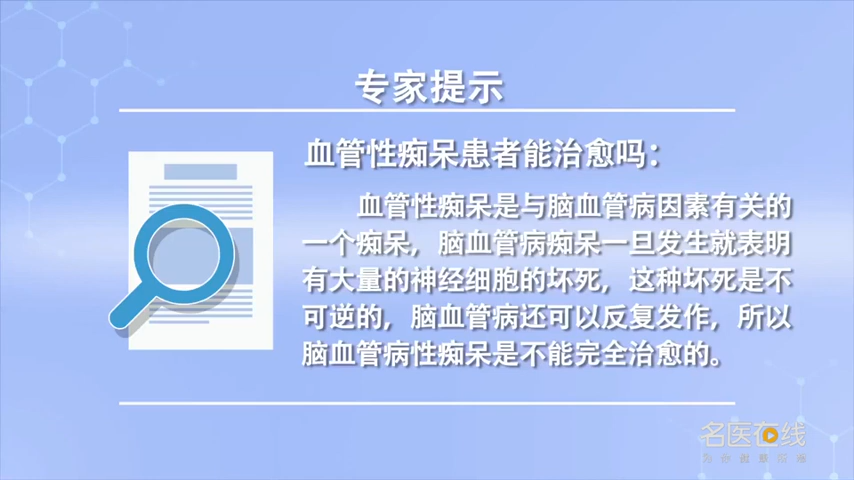 专家提示
血管性痴呆患者能治愈吗：
血管性痴呆是与脑血管病因素有关的
一个痴呆，脑血管病痴呆一旦发生就表明
有大量的神经细胞的坏死，这种坏死是不
可逆的，脑血管病还可以反复发作，所以
脑血管病性痴呆是不能完全治愈的。
名医在线